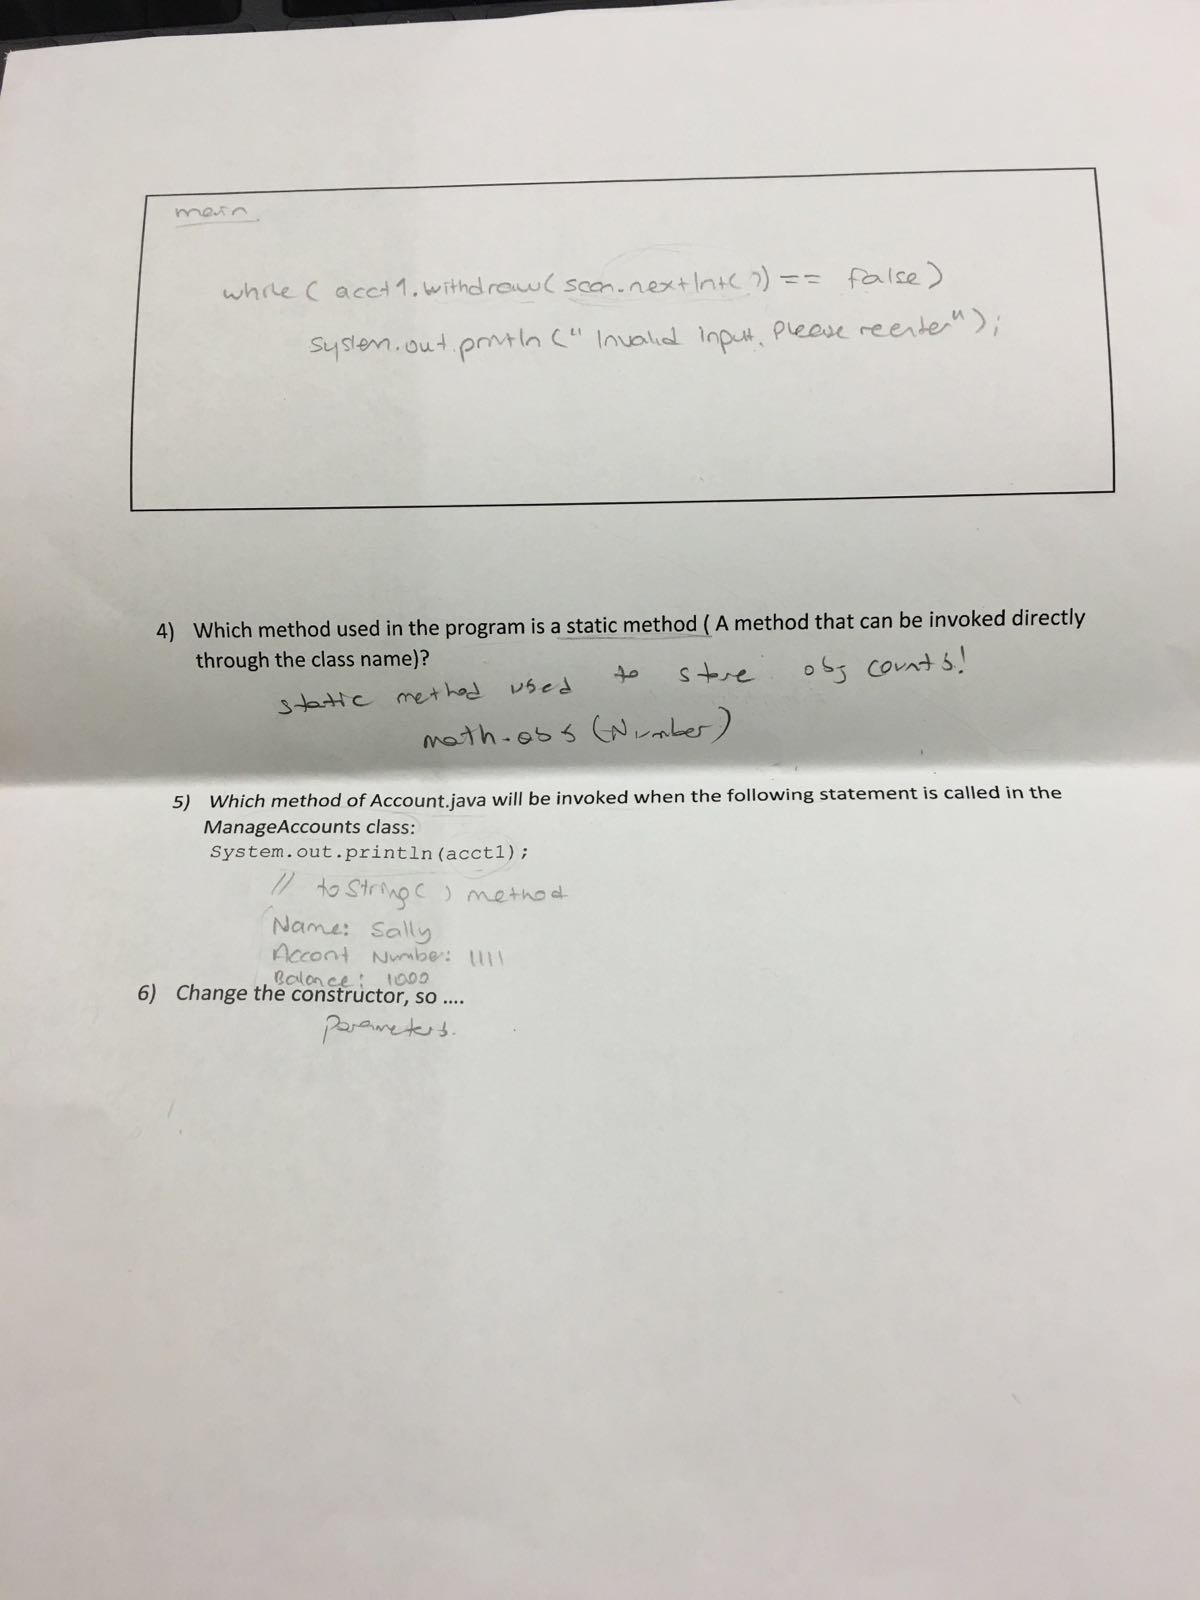 main
while ( acct1.withdraw( scan.nextInt( )) == false)
System.out.println (" Invalid input. Please reenter");
4) Which method used in the program is a static method ( A method that can be invoked directly
through the class name)?
static method used to store obj counts!
math.abs (Number)
5) Which method of Account.java will be invoked when the following statement is called in the
ManageAccounts class:
System.out.println(acct1);
// toString( ) method
Name: Sally
Accont Number: 1111
Balance: 1000
6) Change the constructor, so ....
parameters.